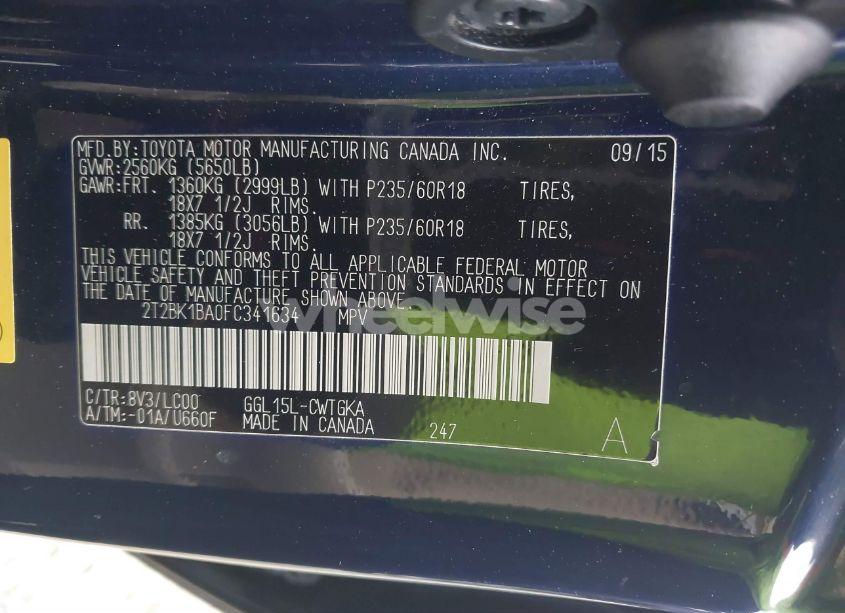 MFD.BY:TOYOTA MOTOR MANUFACTURING CANADA INC. 09/15
GVWR:2560KG (5650LB)
GAWR:FRT. 1360KG (2999LB) WITH P235/60R18 TIRES,
18X7 1/2J RIMS.
RR. 1385KG (3056LB) WITH P235/60R18 TIRES,
18X7 1/2J RIMS.
THIS VEHICLE CONFORMS TO ALL APPLICABLE FEDERAL MOTOR
VEHICLE SAFETY AND THEFT PREVENTION STANDARDS IN EFFECT ON
THE DATE OF MANUFACTURE SHOWN ABOVE.
2T2BK1BA0FC341634 MPV
wheelwise
C/TR:8V3/LC00 GGL15L-CWTGKA
A/TM:-01A/U660F MADE IN CANADA 247 A